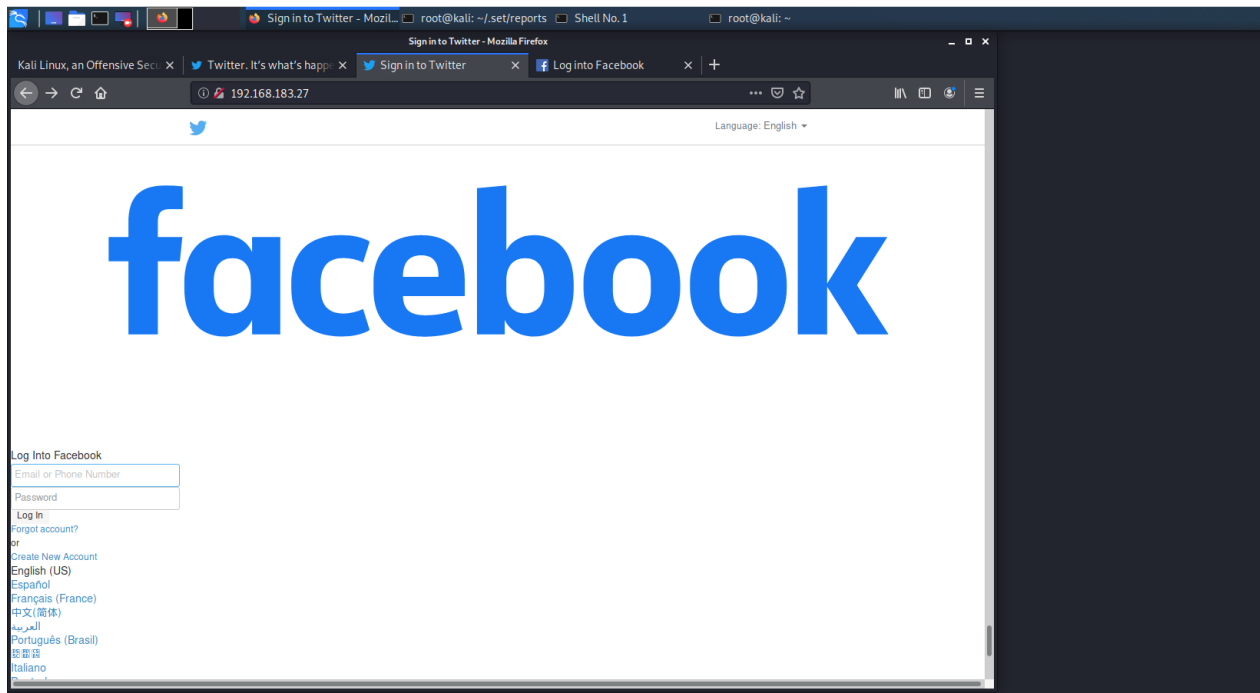 Sign in to Twitter - Mozil... root@kali: ~/.set/reports Shell No. 1 root@kali: ~
Sign in to Twitter - Mozilla Firefox
Kali Linux, an Offensive Secu Twitter. It's what's happe Sign in to Twitter Log into Facebook
192.168.183.27
Language: English
facebook
Log Into Facebook
Email or Phone Number
Password
Log In
Forgot account?
or
Create New Account
English (US)
Español
Français (France)
中文(简体)
العربية
Português (Brasil)
Italiano